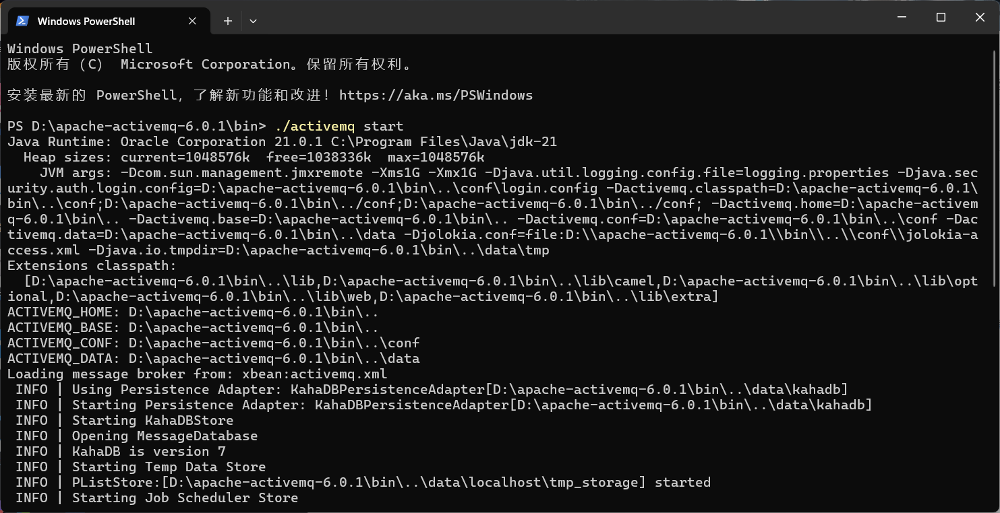 Windows PowerShell
Windows PowerShell
版权所有 (C) Microsoft Corporation。保留所有权利。
安装最新的 PowerShell，了解新功能和改进！https://aka.ms/PSWindows
PS D:\apache-activemq-6.0.1\bin> ./activemq start
Java Runtime: Oracle Corporation 21.0.1 C:\Program Files\Java\jdk-21
  Heap sizes: current=1048576k  free=1038336k  max=1048576k
    JVM args: -Dcom.sun.management.jmxremote -Xms1G -Xmx1G -Djava.util.logging.config.file=logging.properties -Djava.sec
urity.auth.login.config=D:\apache-activemq-6.0.1\bin\..\conf\login.config -Dactivemq.classpath=D:\apache-activemq-6.0.1\
bin\..\conf;D:\apache-activemq-6.0.1\bin\../conf;D:\apache-activemq-6.0.1\bin\../conf; -Dactivemq.home=D:\apache-activem
q-6.0.1\bin\.. -Dactivemq.base=D:\apache-activemq-6.0.1\bin\.. -Dactivemq.conf=D:\apache-activemq-6.0.1\bin\..\conf -Dac
tivemq.data=D:\apache-activemq-6.0.1\bin\..\data -Djolokia.conf=file:D:\\apache-activemq-6.0.1\\bin\\..\\conf\\jolokia-a
ccess.xml -Djava.io.tmpdir=D:\apache-activemq-6.0.1\bin\..\data\tmp
Extensions classpath:
  [D:\apache-activemq-6.0.1\bin\..\lib,D:\apache-activemq-6.0.1\bin\..\lib\camel,D:\apache-activemq-6.0.1\bin\..\lib\opt
ional,D:\apache-activemq-6.0.1\bin\..\lib\web,D:\apache-activemq-6.0.1\bin\..\lib\extra]
ACTIVEMQ_HOME: D:\apache-activemq-6.0.1\bin\..
ACTIVEMQ_BASE: D:\apache-activemq-6.0.1\bin\..
ACTIVEMQ_CONF: D:\apache-activemq-6.0.1\bin\..\conf
ACTIVEMQ_DATA: D:\apache-activemq-6.0.1\bin\..\data
Loading message broker from: xbean:activemq.xml
 INFO | Using Persistence Adapter: KahaDBPersistenceAdapter[D:\apache-activemq-6.0.1\bin\..\data\kahadb]
 INFO | Starting Persistence Adapter: KahaDBPersistenceAdapter[D:\apache-activemq-6.0.1\bin\..\data\kahadb]
 INFO | Starting KahaDBStore
 INFO | Opening MessageDatabase
 INFO | KahaDB is version 7
 INFO | Starting Temp Data Store
 INFO | PListStore:[D:\apache-activemq-6.0.1\bin\..\data\localhost\tmp_storage] started
 INFO | Starting Job Scheduler Store